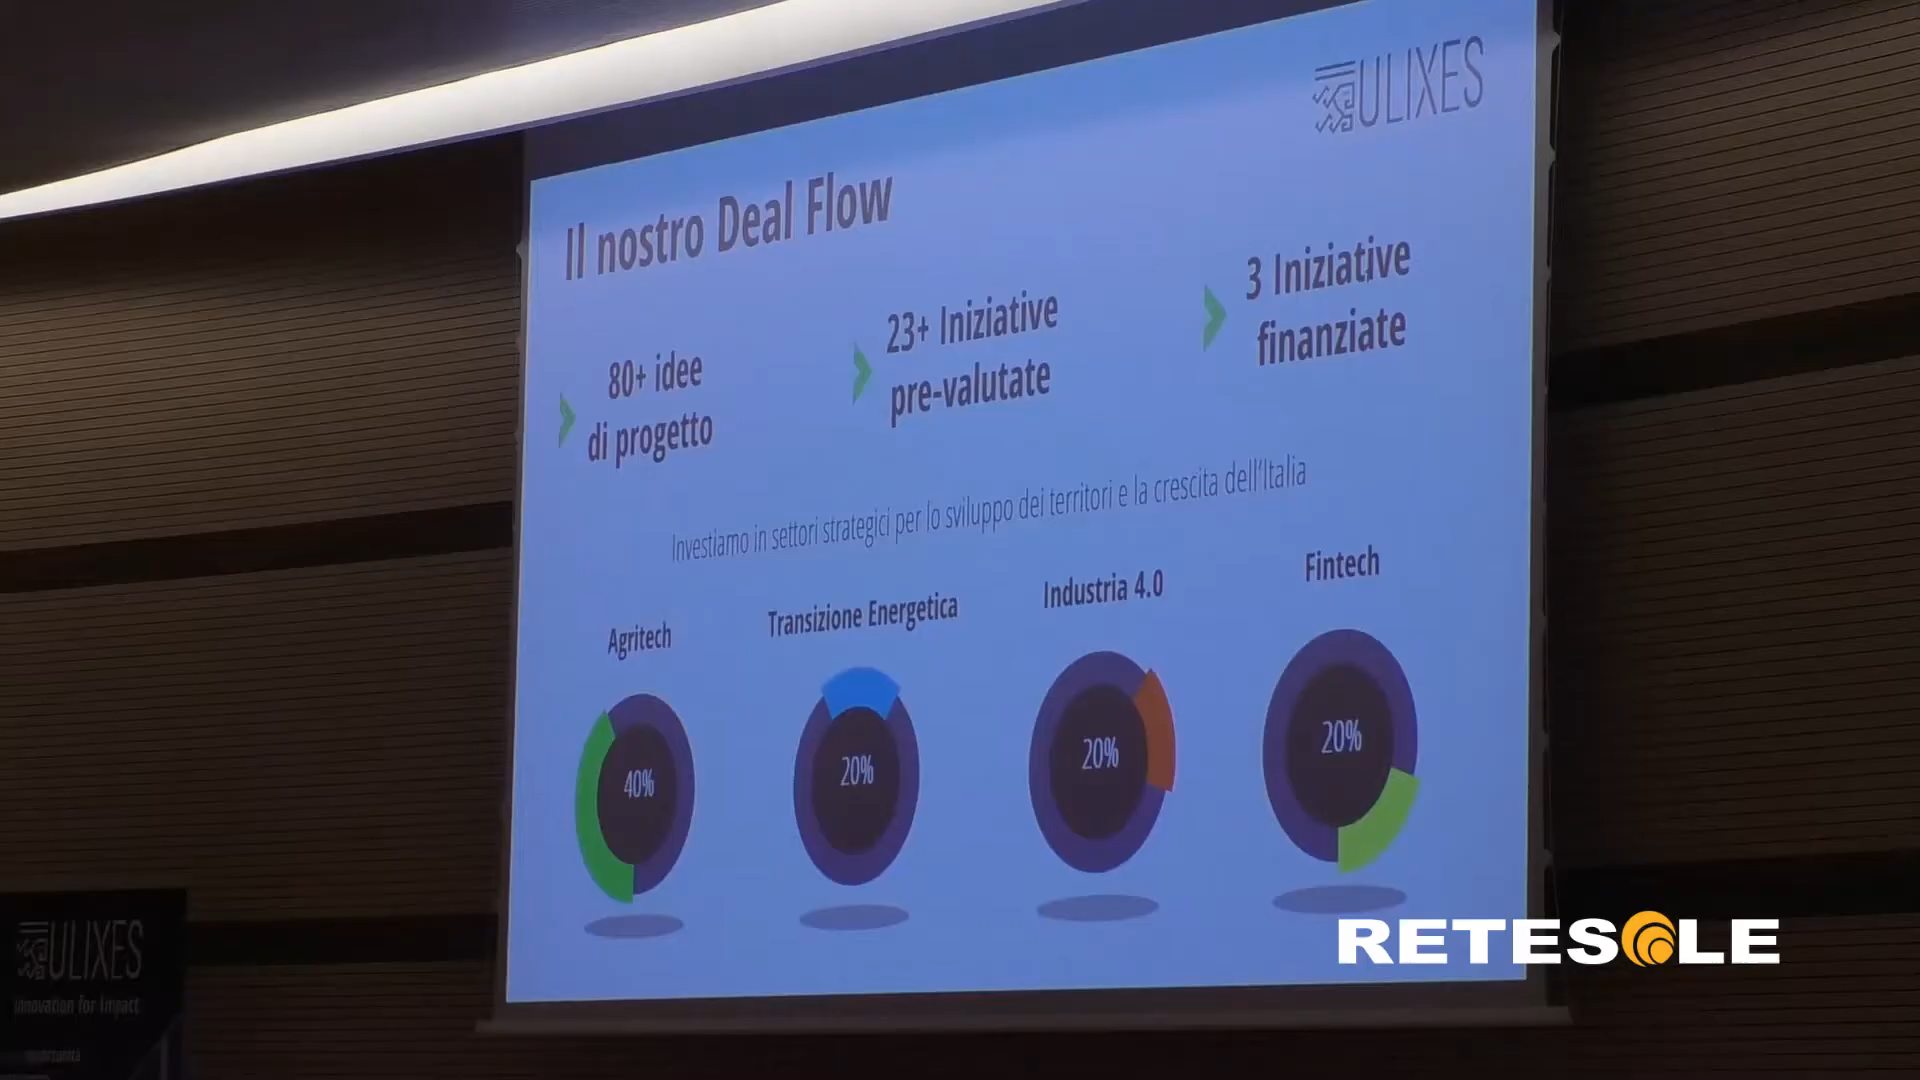 ULIXES
Il nostro Deal Flow
80+ idee
di progetto
23+ Iniziative
pre-valutate
3 Iniziative
finanziate
Investiamo in settori strategici per lo sviluppo dei territori e la crescita dell'Italia
Agritech
Transizione Energetica
Industria 4.0
Fintech
40%
20%
20%
20%
RETESOLE
ULIXES
innovation for impact